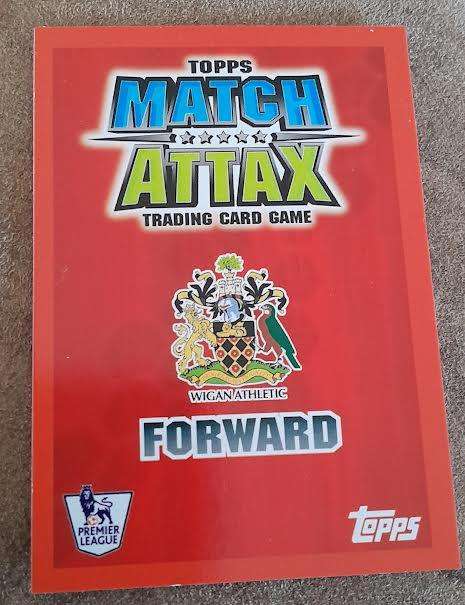 TOPPS
MATCH
ATTAX
TRADING CARD GAME
WIGAN ATHLETIC
FORWARD
PREMIER
LEAGUE
topps